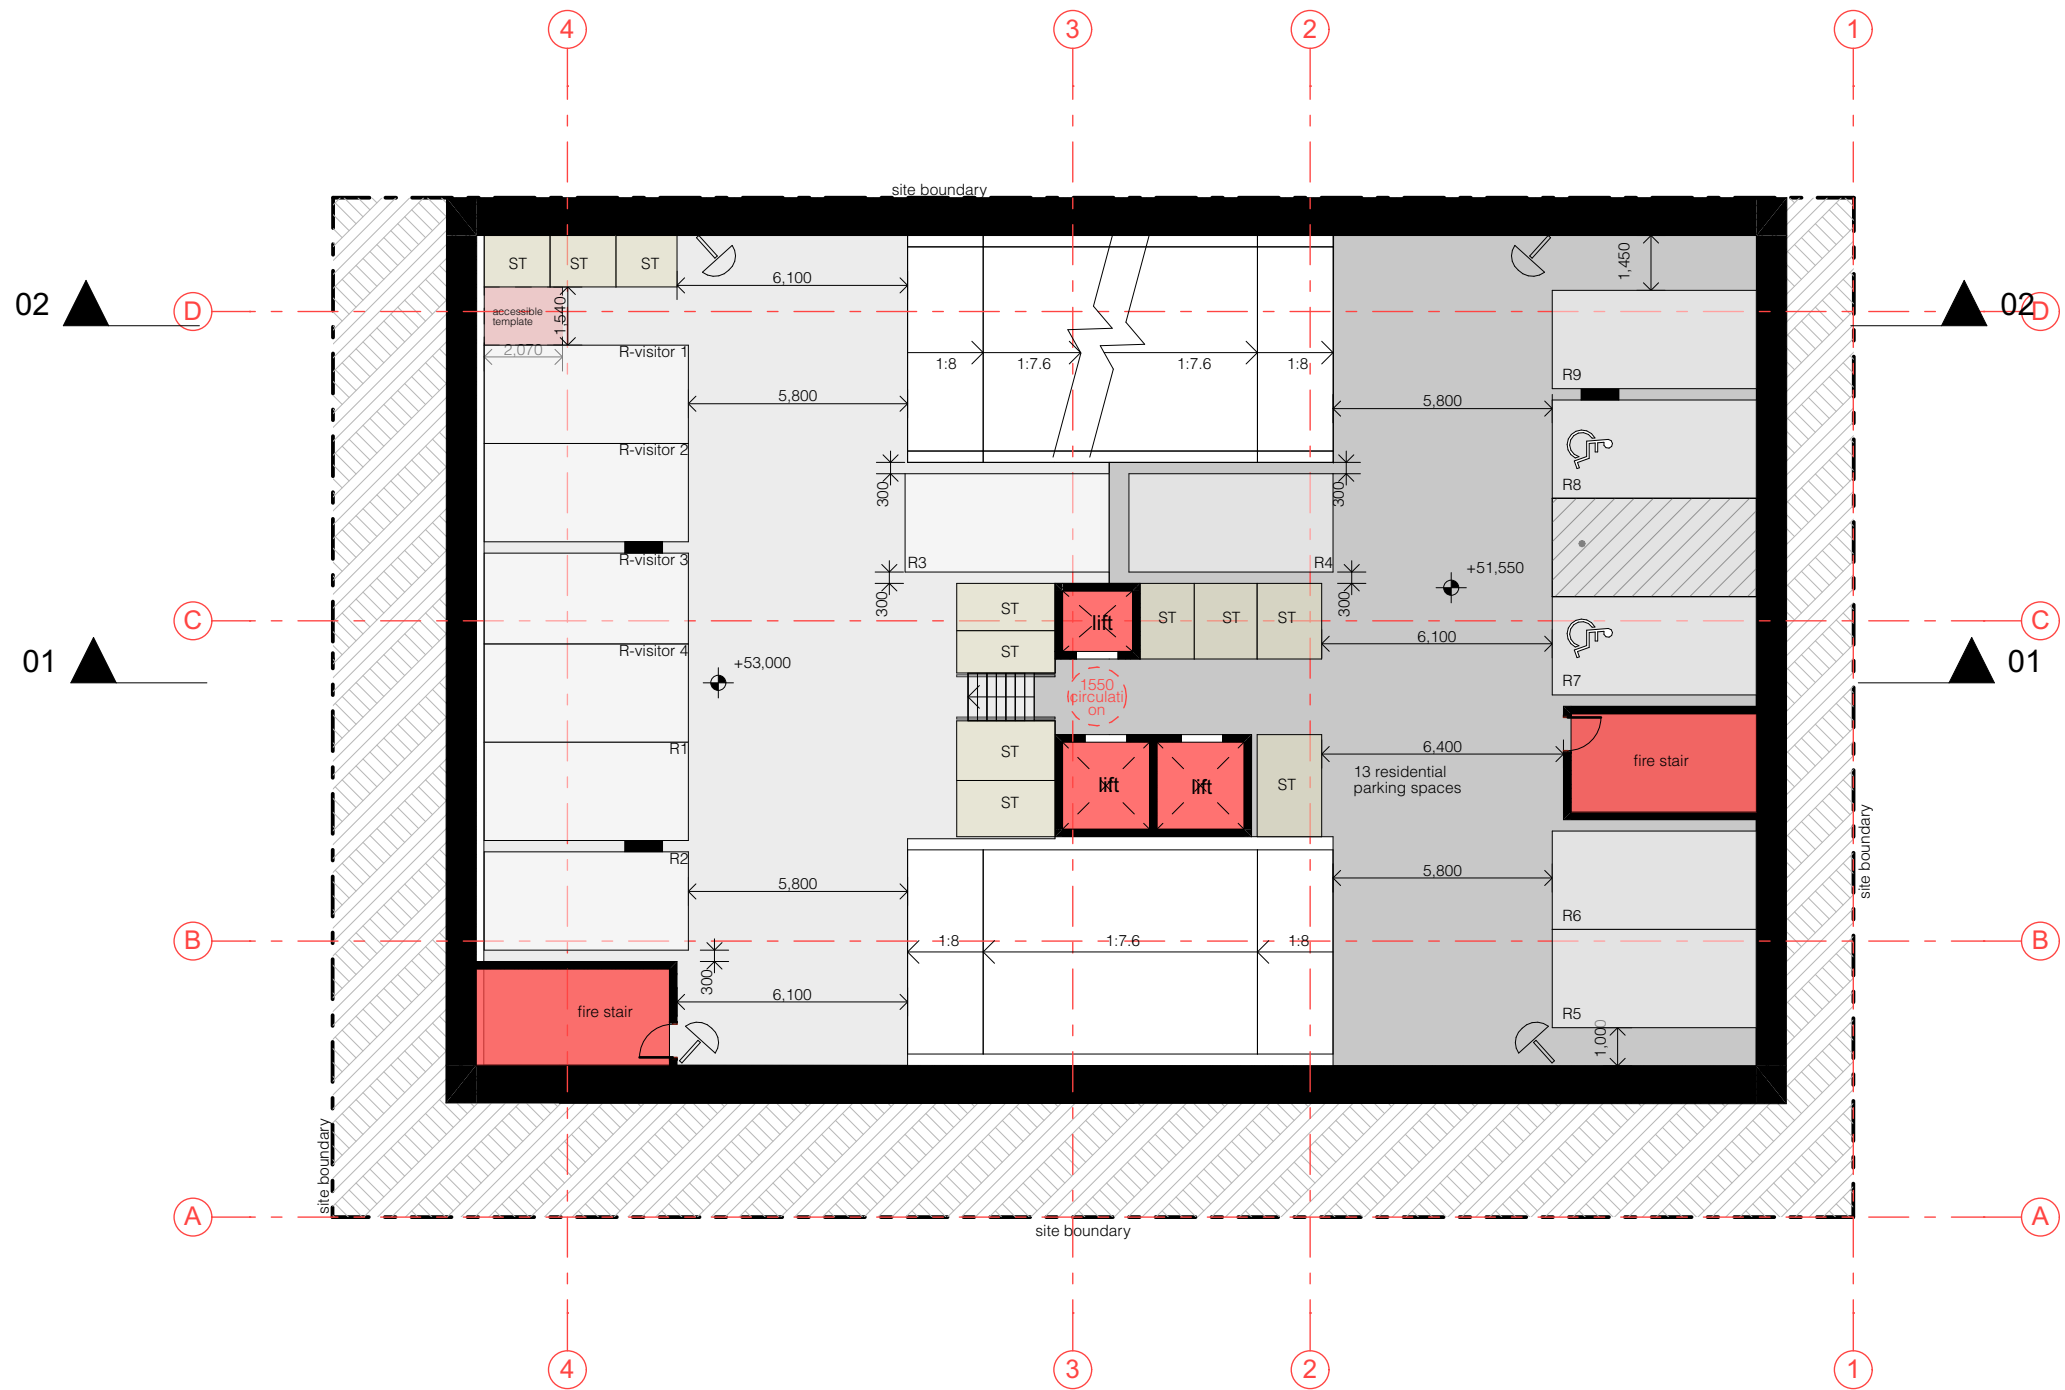 4
3
2
1
site boundary
ST
ST
ST
6,100
1,450
02
D
accessible
template
1,540
02
D
2,070
R-visitor 1
1:8
1:7.6
1:7.6
1:8
R9
5,800
5,800
R-visitor 2
R8
300
300
R-visitor 3
R3
R4
+51,550
300
300
ST
ST
ST
ST
C
lift
C
6,100
R-visitor 4
ST
01
+53,000
01
1550
(circulati
on
R7
R1
ST
6,400
fire stair
13 residential
parking spaces
lift
lift
ST
ST
site boundary
R2
5,800
5,800
R6
B
1:8
1:7.6
1:8
B
300
6,100
fire stair
R5
1,000
site boundary
A
site boundary
A
4
3
2
1